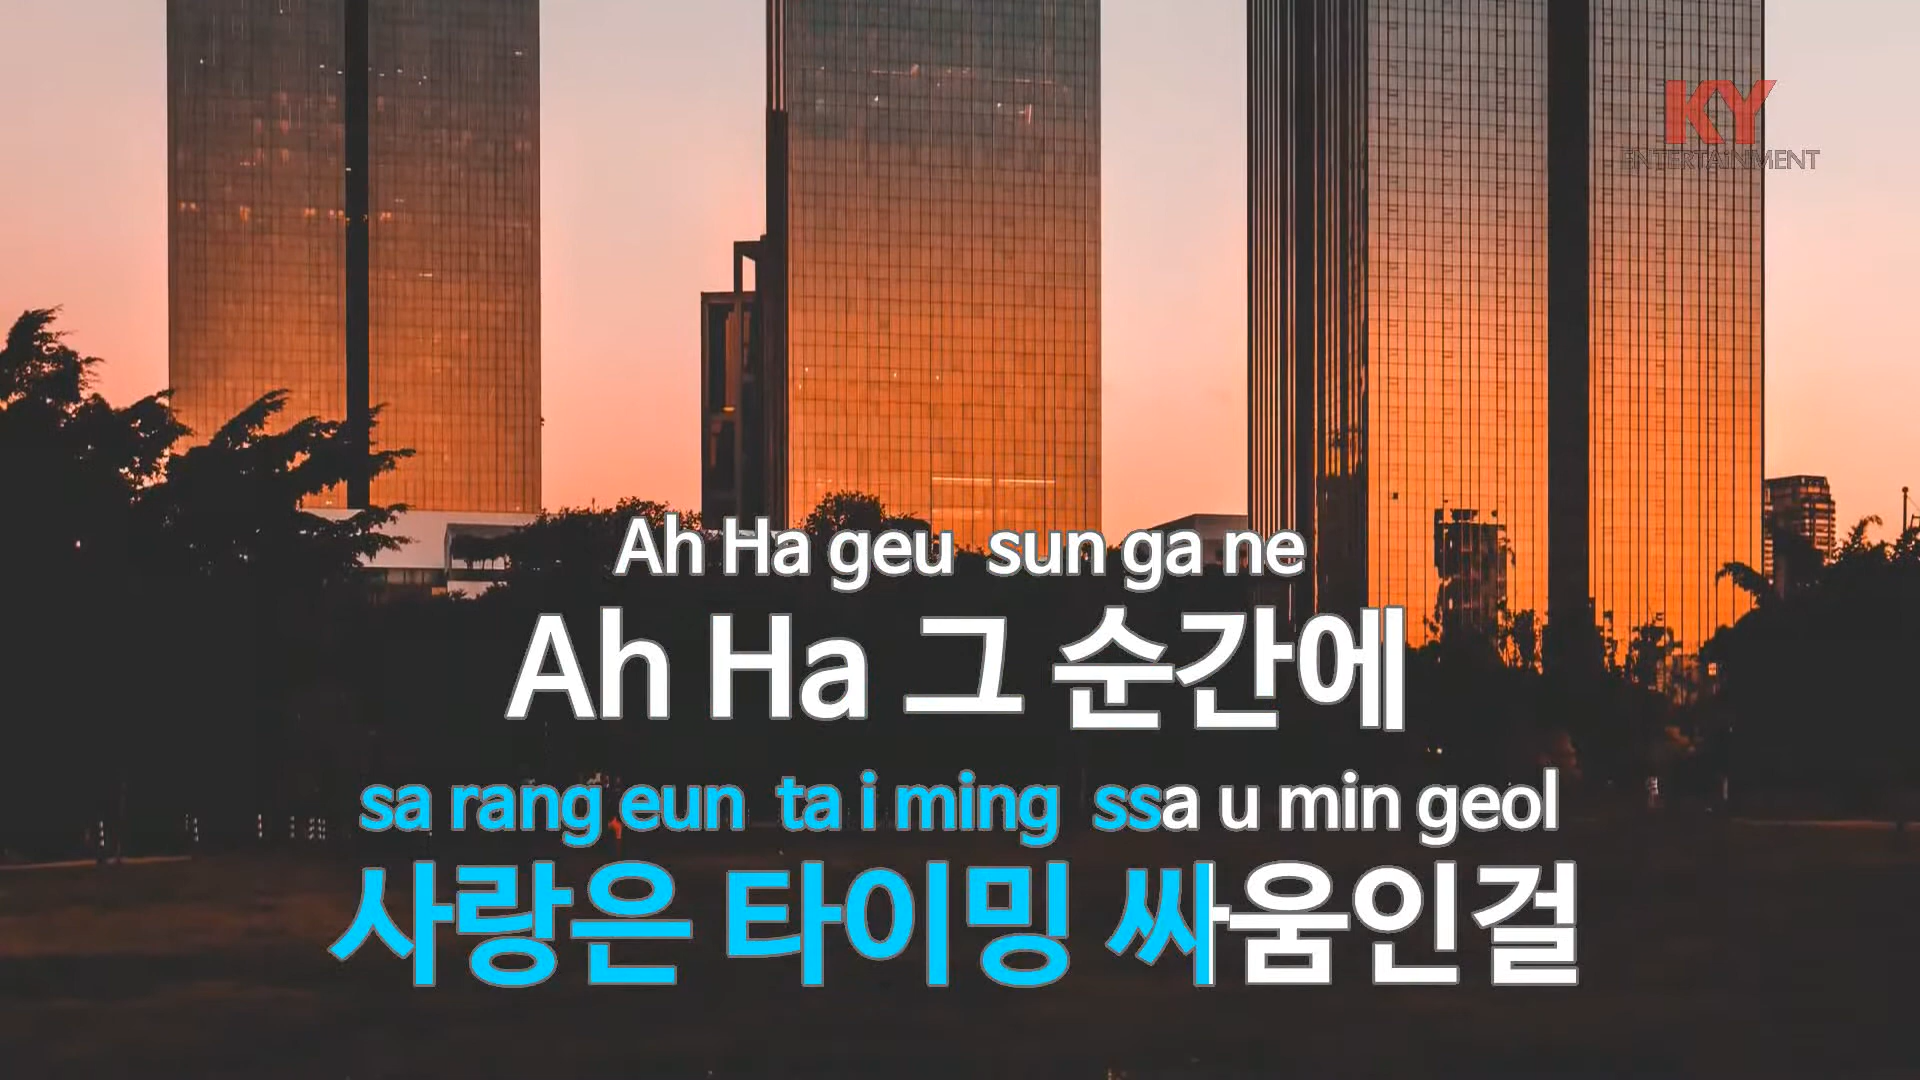 KY
ENTERTAINMENT
Ah Ha geu sun ga ne
Ah Ha 그 순간에
sa rang eun ta i ming ssa u min geol
사랑은 타이밍 싸움인걸